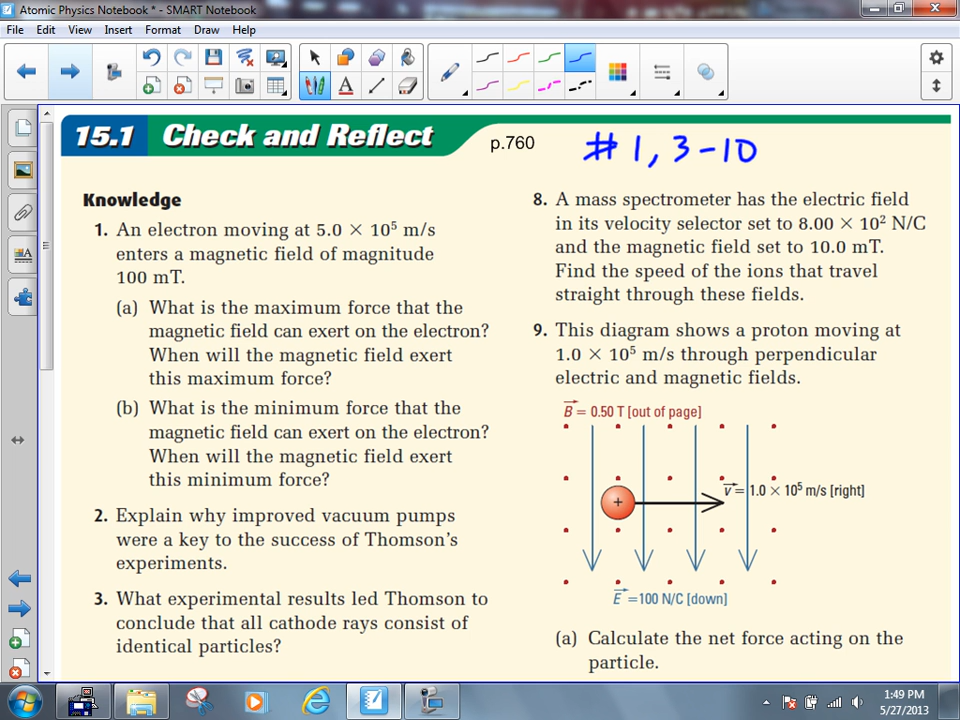 Atomic Physics Notebook * - SMART Notebook
File Edit View Insert Format Draw Help
15.1 Check and Reflect
p.760
# 1, 3-10
Knowledge
1. An electron moving at 5.0 × 10⁵ m/s
enters a magnetic field of magnitude
100 mT.
(a) What is the maximum force that the
magnetic field can exert on the electron?
When will the magnetic field exert
this maximum force?
(b) What is the minimum force that the
magnetic field can exert on the electron?
When will the magnetic field exert
this minimum force?
2. Explain why improved vacuum pumps
were a key to the success of Thomson's
experiments.
3. What experimental results led Thomson to
conclude that all cathode rays consist of
identical particles?
8. A mass spectrometer has the electric field
in its velocity selector set to 8.00 × 10² N/C
and the magnetic field set to 10.0 mT.
Find the speed of the ions that travel
straight through these fields.
9. This diagram shows a proton moving at
1.0 × 10⁵ m/s through perpendicular
electric and magnetic fields.
B⃗ = 0.50 T [out of page]
+
v⃗ = 1.0 × 10⁵ m/s [right]
E⃗ =100 N/C [down]
(a) Calculate the net force acting on the
particle.
1:49 PM
5/27/2013